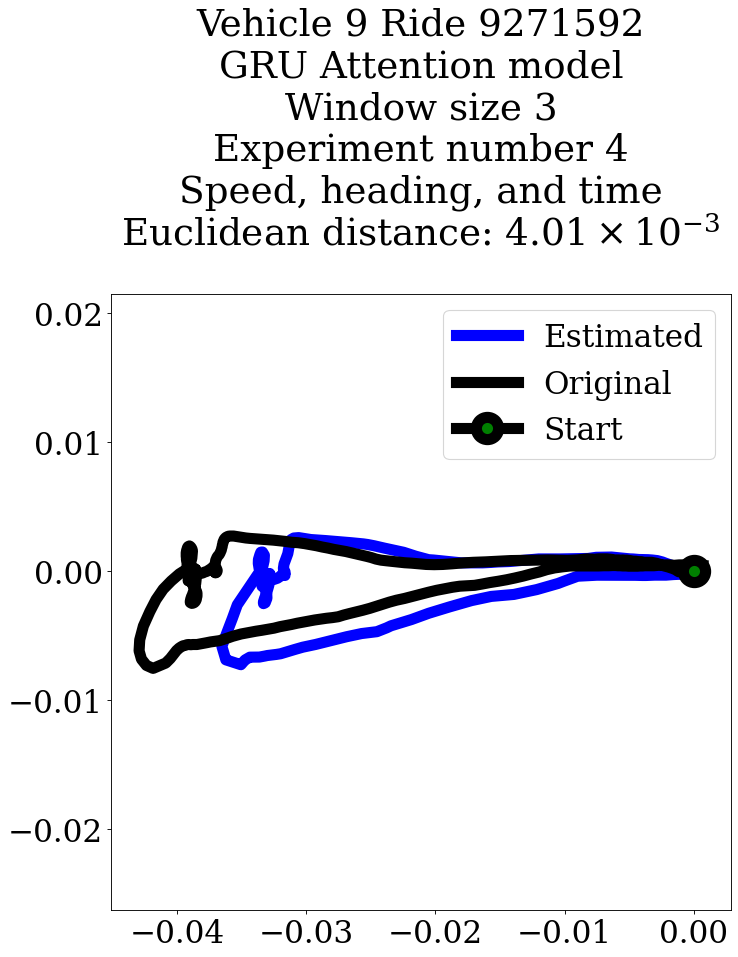 Vehicle 9 Ride 9271592
GRU Attention model
Window size 3
Experiment number 4
Speed, heading, and time
Euclidean distance: 4.01 × 10⁻³
Estimated
Original
Start
0.02
0.01
0.00
−0.01
−0.02
−0.04 −0.03 −0.02 −0.01 0.00